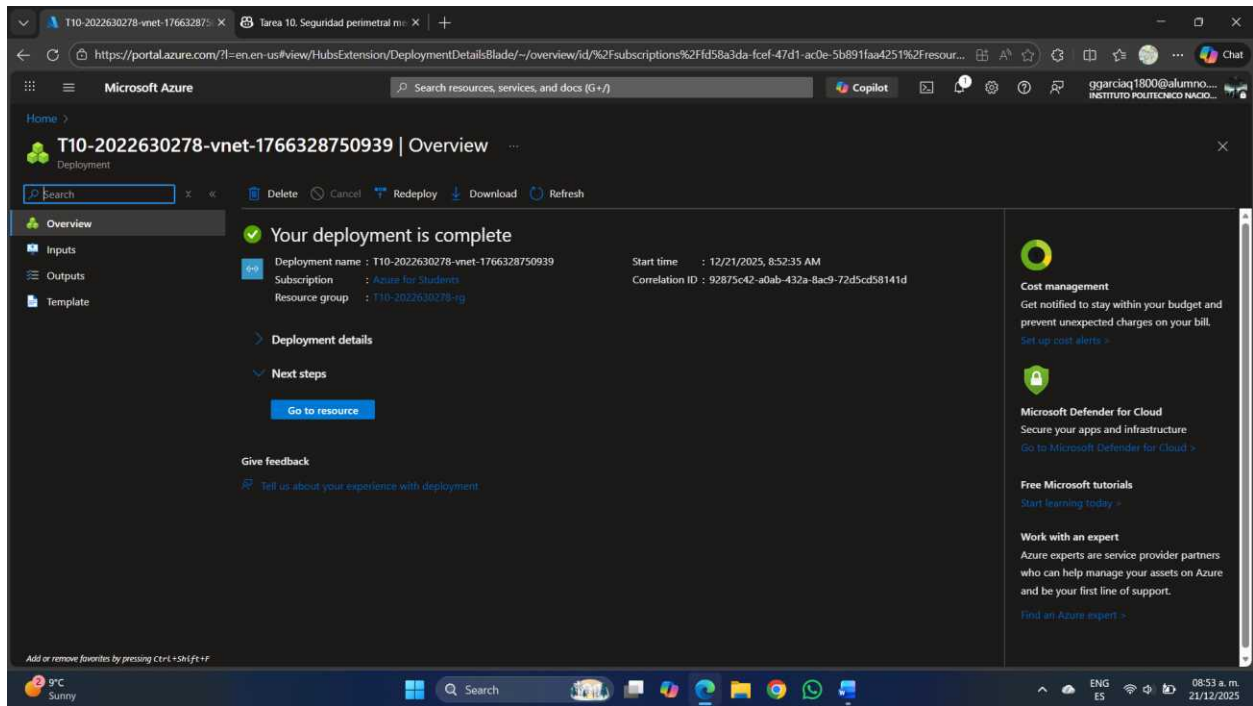 T10-2022630278-vnet-176632875
Tarea 10. Seguridad perimetral me
https://portal.azure.com/?l=en.en-us#view/HubsExtension/DeploymentDetailsBlade/~/overview/id/%2Fsubscriptions%2Ffd58a3da-fcef-47d1-ac0e-5b891faa4251%2Fresour...
Chat
Microsoft Azure
Search resources, services, and docs (G+/)
Copilot
1
ggarciaq1800@alumno....
INSTITUTO POLITECNICO NACIO...
Home >
T10-2022630278-vnet-1766328750939 | Overview ...
Deployment
Search
Delete Cancel Redeploy Download Refresh
Overview
Inputs
Outputs
Template
Your deployment is complete
Deployment name : T10-2022630278-vnet-1766328750939
Subscription : Azure for Students
Resource group : T10-2022630278-rg
Start time : 12/21/2025, 8:52:35 AM
Correlation ID : 92875c42-a0ab-432a-8ac9-72d5cd58141d
Deployment details
Next steps
Go to resource
Give feedback
Tell us about your experience with deployment
Cost management
Get notified to stay within your budget and
prevent unexpected charges on your bill.
Set up cost alerts >
Microsoft Defender for Cloud
Secure your apps and infrastructure
Go to Microsoft Defender for Cloud >
Free Microsoft tutorials
Start learning today >
Work with an expert
Azure experts are service provider partners
who can help manage your assets on Azure
and be your first line of support.
Find an Azure expert >
Add or remove favorites by pressing Ctrl+Shift+F
2
9°C
Sunny
Search
ENG
ES
08:53 a. m.
21/12/2025